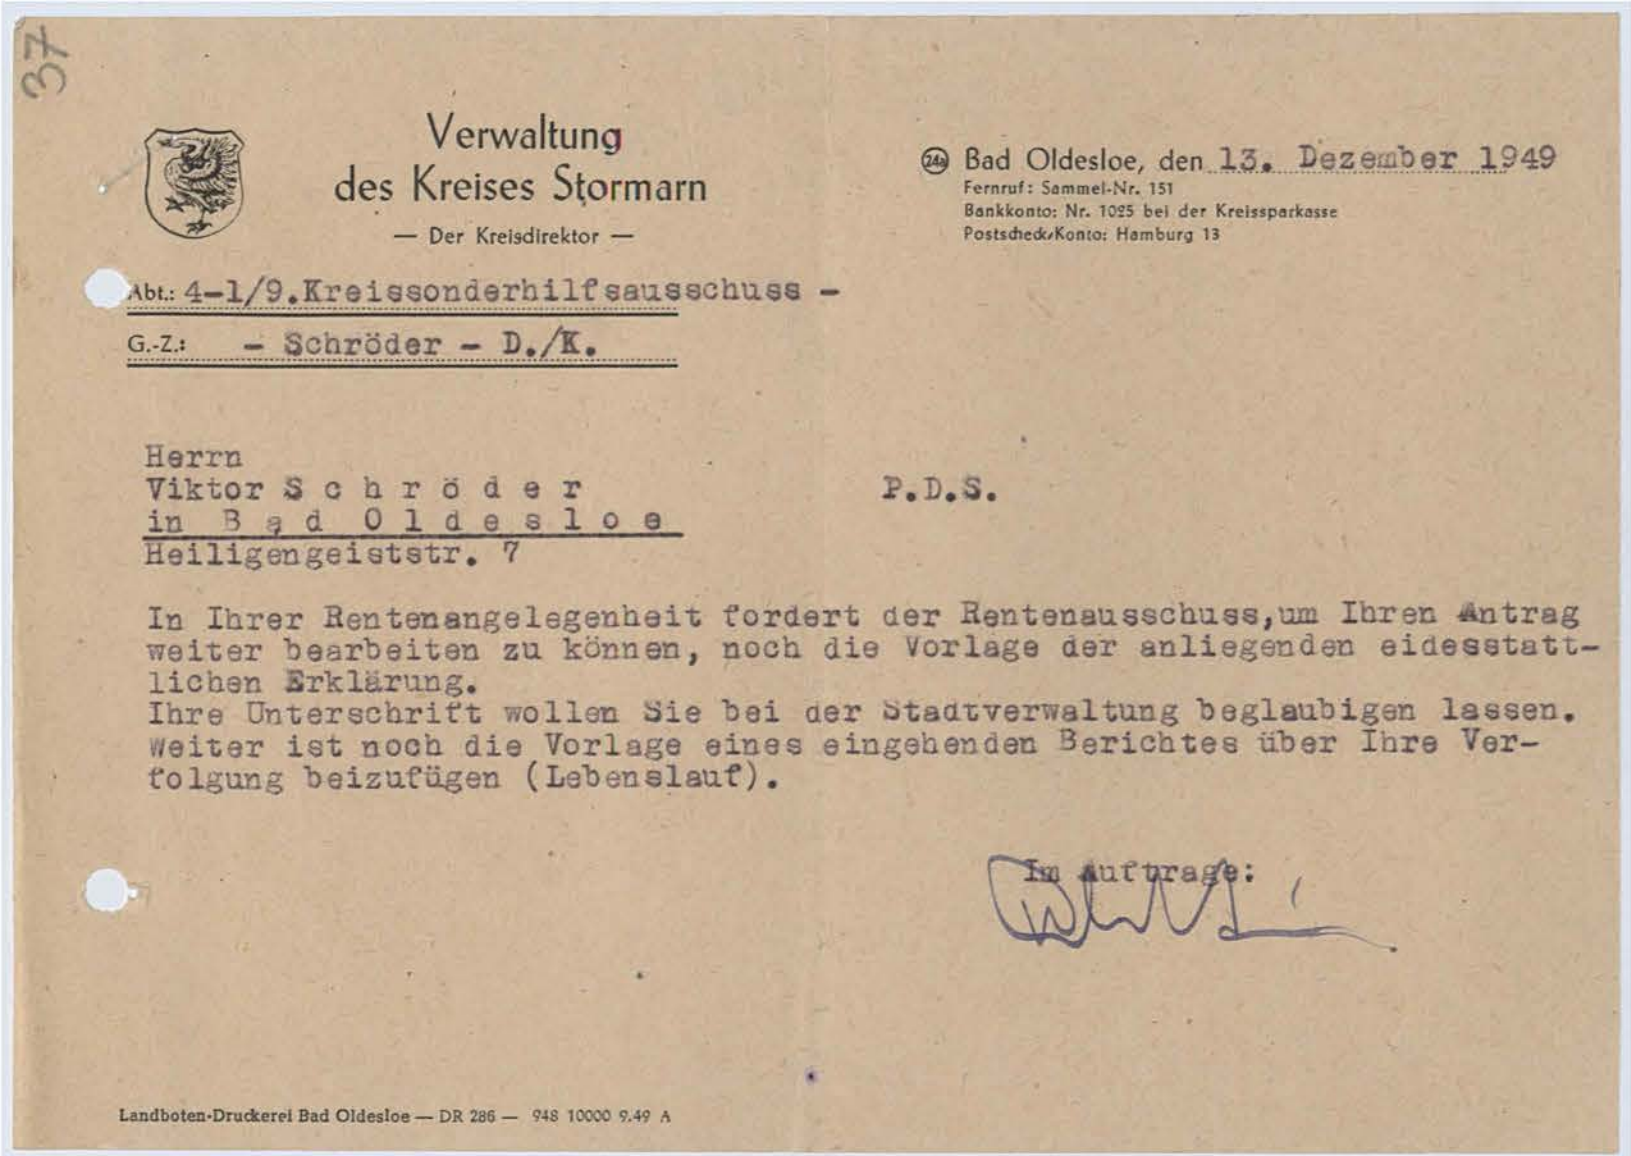 37
Verwaltung
des Kreises Stormarn
— Der Kreisdirektor —
24a Bad Oldesloe, den 13. Dezember 1949
Fernruf: Sammel-Nr. 151
Bankkonto: Nr. 1025 bei der Kreissparkasse
Postscheck-Konto: Hamburg 13
Abt.: 4-1/9.Kreissonderhilfsausschuss -
G.-Z.: - Schröder - D./K.
Herrn
Viktor S c h r ö d e r
P.D.S.
in B a d O l d e s l o e
Heiligengeiststr. 7
In Ihrer Rentenangelegenheit fordert der Rentenausschuss,um Ihren Antrag
weiter bearbeiten zu können, noch die Vorlage der anliegenden eidesstatt-
lichen Erklärung.
Ihre Unterschrift wollen Sie bei der Stadtverwaltung beglaubigen lassen.
Weiter ist noch die Vorlage eines eingehenden Berichtes über Ihre Ver-
folgung beizufügen (Lebenslauf).
Im Auftrage:
Landboten-Druckerei Bad Oldesloe — DR 286 — 948 10000 9.49 A